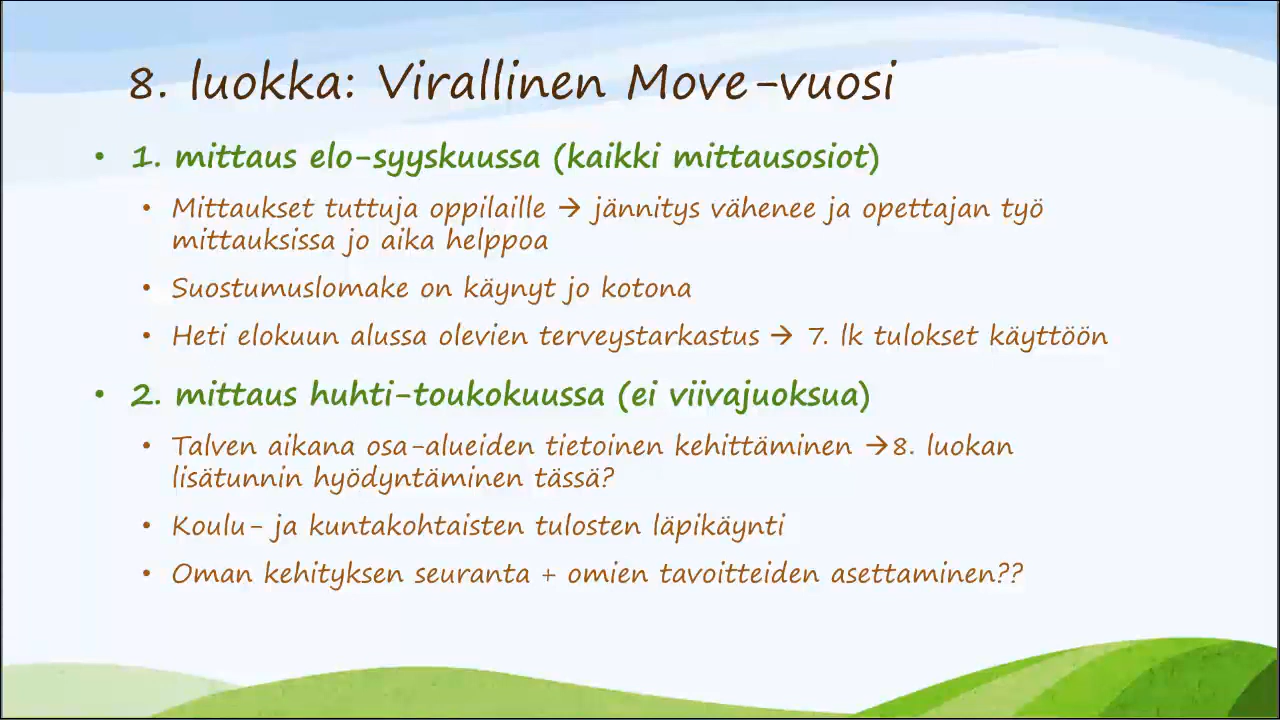 8. luokka: Virallinen Move-vuosi
• 1. mittaus elo-syyskuussa (kaikki mittausosiot)
• Mittaukset tuttuja oppilaille → jännitys vähenee ja opettajan työ
mittauksissa jo aika helppoa
• Suostumuslomake on käynyt jo kotona
• Heti elokuun alussa olevien terveystarkastus → 7. lk tulokset käyttöön
• 2. mittaus huhti-toukokuussa (ei viivajuoksua)
• Talven aikana osa-alueiden tietoinen kehittäminen →8. luokan
lisätunnin hyödyntäminen tässä?
• Koulu- ja kuntakohtaisten tulosten läpikäynti
• Oman kehityksen seuranta + omien tavoitteiden asettaminen??